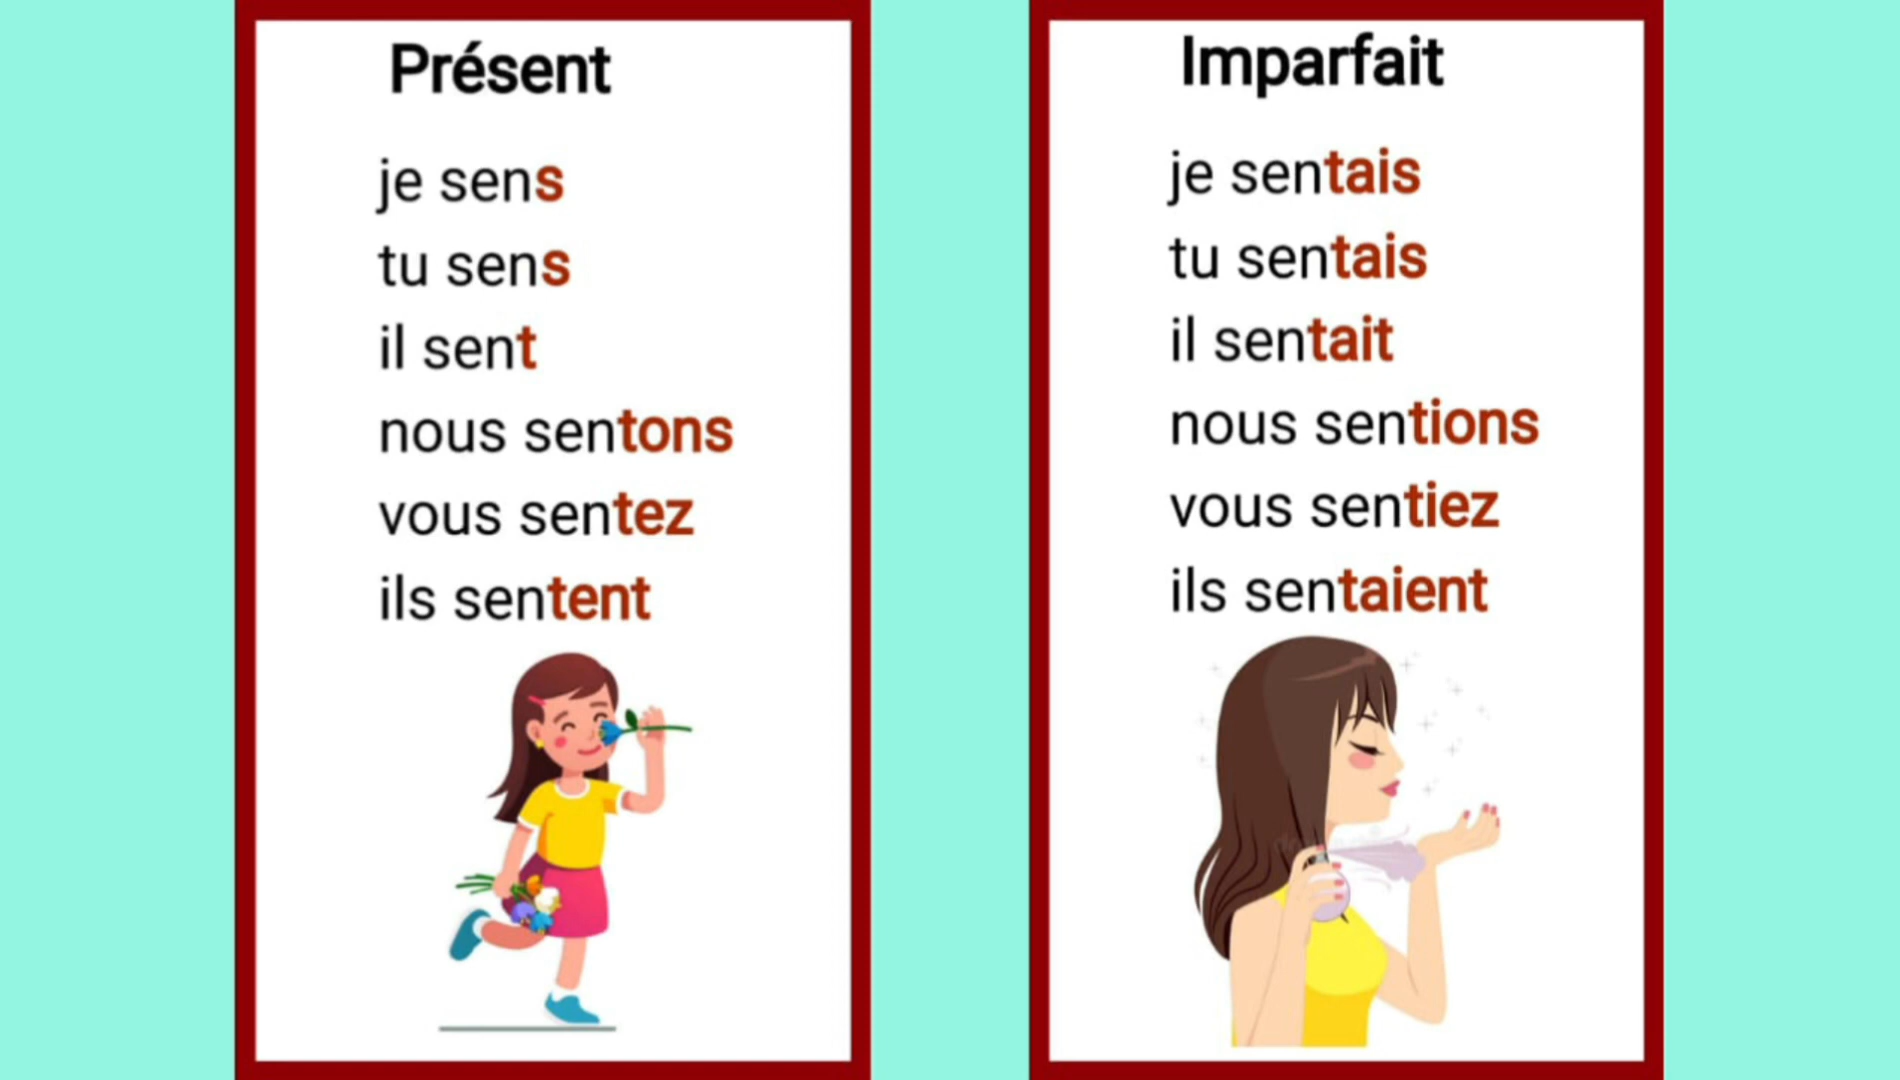 Présent
je sens
tu sens
il sent
nous sentons
vous sentez
ils sentent
Imparfait
je sentais
tu sentais
il sentait
nous sentions
vous sentiez
ils sentaient